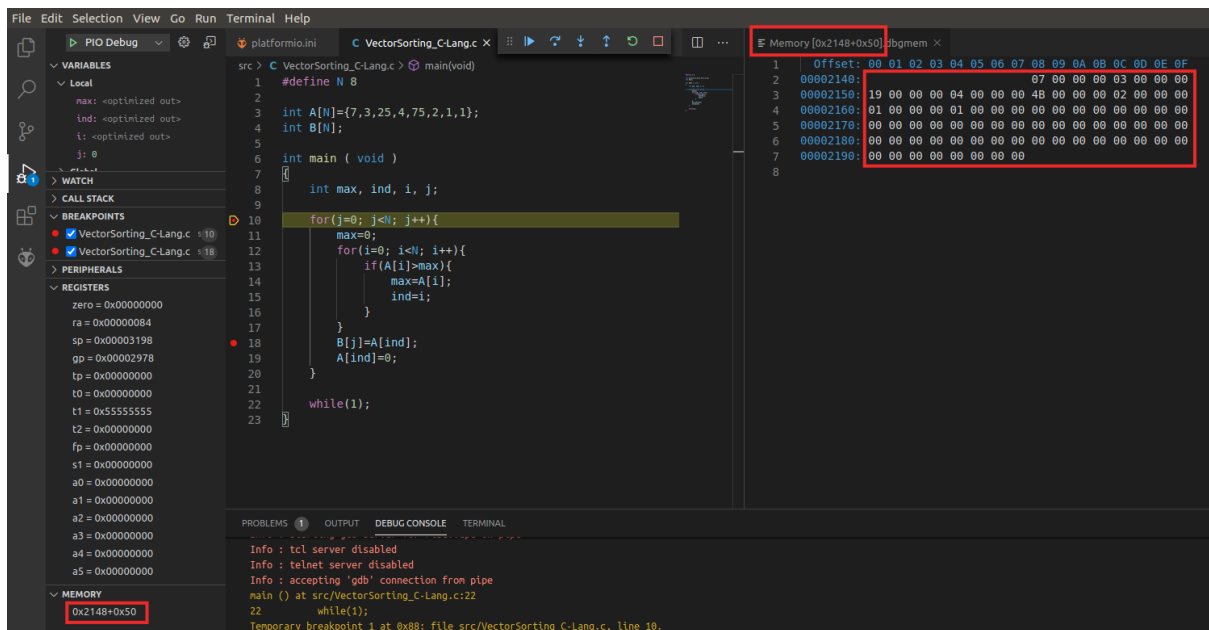 File Edit Selection View Go Run Terminal Help
PIO Debug
platformio.ini
VectorSorting_C-Lang.c
Memory [0x2148+0x50].dbgmem
VARIABLES
Local
max: <optimized out>
ind: <optimized out>
i: <optimized out>
j: 0
WATCH
CALL STACK
BREAKPOINTS
VectorSorting_C-Lang.c s 10
VectorSorting_C-Lang.c s 18
PERIPHERALS
REGISTERS
zero = 0x00000000
ra = 0x00000084
sp = 0x00003198
gp = 0x00002978
tp = 0x00000000
t0 = 0x00000000
t1 = 0x55555555
t2 = 0x00000000
fp = 0x00000000
s1 = 0x00000000
a0 = 0x00000000
a1 = 0x00000000
a2 = 0x00000000
a3 = 0x00000000
a4 = 0x00000000
a5 = 0x00000000
MEMORY
0x2148+0x50
src > C VectorSorting_C-Lang.c > main(void)
1 #define N 8
2
3 int A[N]={7,3,25,4,75,2,1,1};
4 int B[N];
5
6 int main ( void )
7 {
8 int max, ind, i, j;
9
10 for(j=0; j<N; j++){
11 max=0;
12 for(i=0; i<N; i++){
13 if(A[i]>max){
14 max=A[i];
15 ind=i;
16 }
17 }
18 B[j]=A[ind];
19 A[ind]=0;
20 }
21
22 while(1);
23 }
1 Offset: 00 01 02 03 04 05 06 07 08 09 0A 0B 0C 0D 0E 0F
2 00002140: 07 00 00 00 03 00 00 00
3 00002150: 19 00 00 00 04 00 00 00 4B 00 00 00 02 00 00 00
4 00002160: 01 00 00 00 01 00 00 00 00 00 00 00 00 00 00 00
5 00002170: 00 00 00 00 00 00 00 00 00 00 00 00 00 00 00 00
6 00002180: 00 00 00 00 00 00 00 00 00 00 00 00 00 00 00 00
7 00002190: 00 00 00 00 00 00 00 00
8
PROBLEMS 1 OUTPUT DEBUG CONSOLE TERMINAL
Info : tcl server disabled
Info : telnet server disabled
Info : accepting 'gdb' connection from pipe
main () at src/VectorSorting_C-Lang.c:22
22 while(1);
Temporary breakpoint 1 at 0x88: file src/VectorSorting_C-Lang.c, line 10.